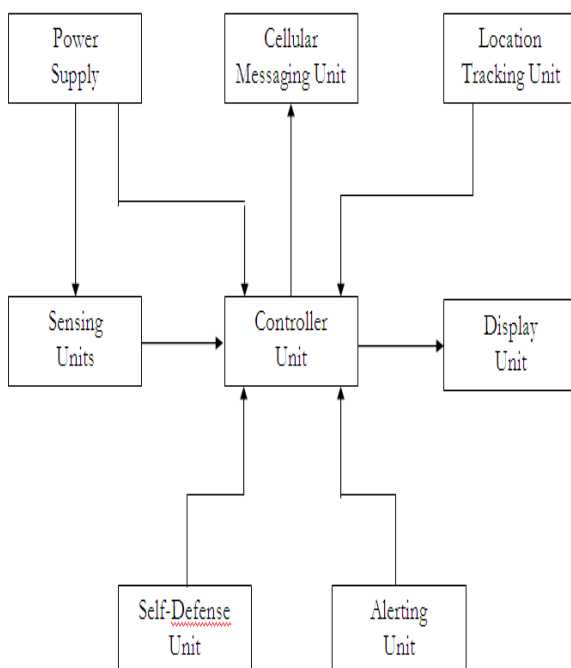 Power
Supply
Cellular
Messaging Unit
Location
Tracking Unit
Sensing
Units
Controller
Unit
Display
Unit
Self-Defense
Unit
Alerting
Unit